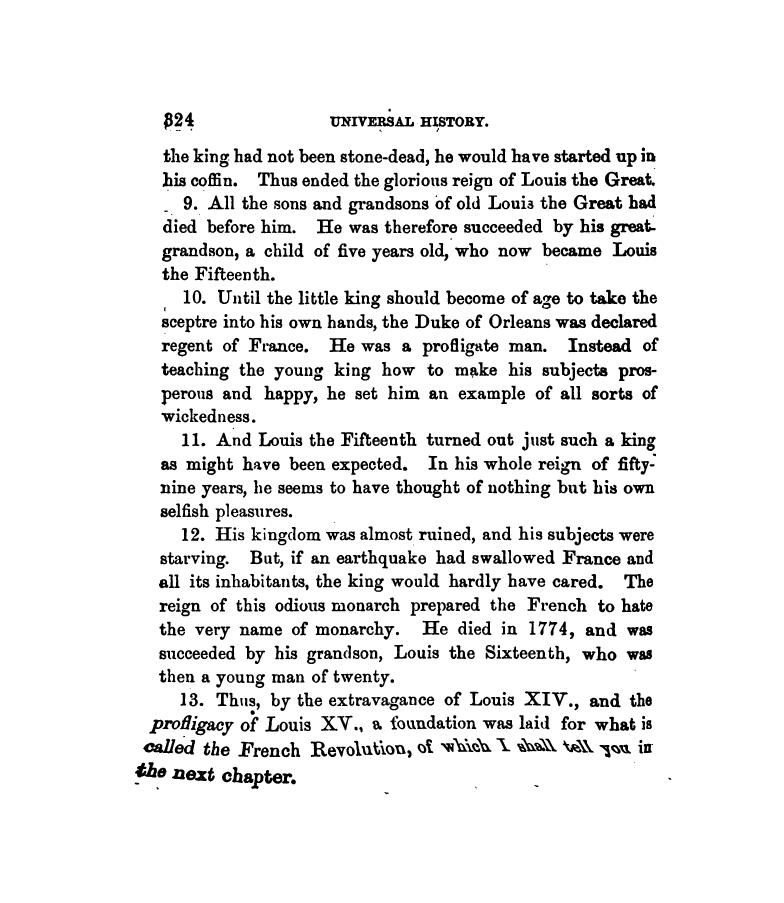 324 UNIVERSAL HISTORY.
the king had not been stone-dead, he would have started up in
his coffin. Thus ended the glorious reign of Louis the Great.
9. All the sons and grandsons of old Louis the Great had
died before him. He was therefore succeeded by his great-
grandson, a child of five years old, who now became Louis
the Fifteenth.
10. Until the little king should become of age to take the
sceptre into his own hands, the Duke of Orleans was declared
regent of France. He was a profligate man. Instead of
teaching the young king how to make his subjects pros-
perous and happy, he set him an example of all sorts of
wickedness.
11. And Louis the Fifteenth turned out just such a king
as might have been expected. In his whole reign of fifty-
nine years, he seems to have thought of nothing but his own
selfish pleasures.
12. His kingdom was almost ruined, and his subjects were
starving. But, if an earthquake had swallowed France and
all its inhabitants, the king would hardly have cared. The
reign of this odious monarch prepared the French to hate
the very name of monarchy. He died in 1774, and was
succeeded by his grandson, Louis the Sixteenth, who was
then a young man of twenty.
13. Thus, by the extravagance of Louis XIV., and the
profligacy of Louis XV., a foundation was laid for what is
called the French Revolution, of which I shall tell you in
the next chapter.